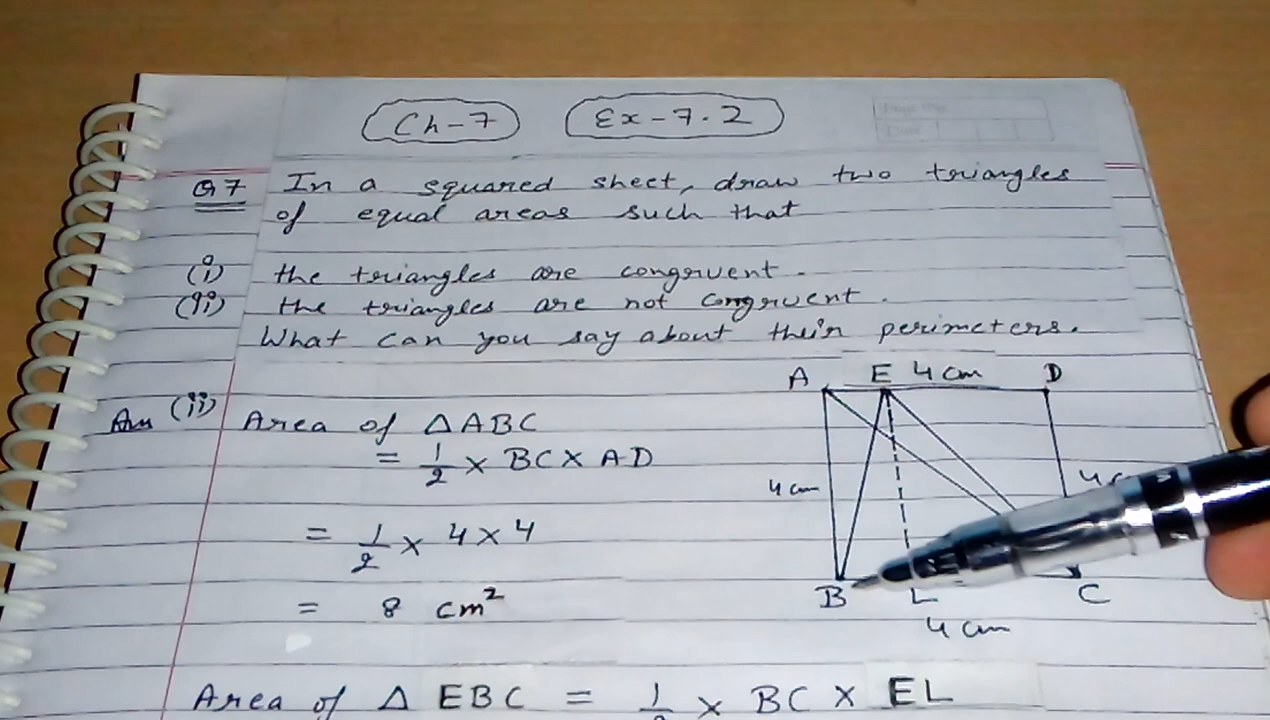 Ch-7 Ex-7.2
Q7 In a squared sheet, draw two triangles
of equal areas such that
(i) the triangles are congruent.
(ii) the triangles are not congruent.
What can you say about their perimeters.
A E 4 cm D
Ans (ii) Area of △ABC
= 1/2 × BC × AD
4 cm
= 1/2 × 4 × 4
B L C
= 8 cm²
4 cm
Area of △ EBC = 1/2 × BC × EL